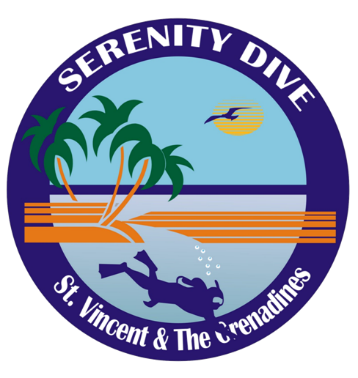 SERENITY DIVE
St. Vincent & The Grenadines